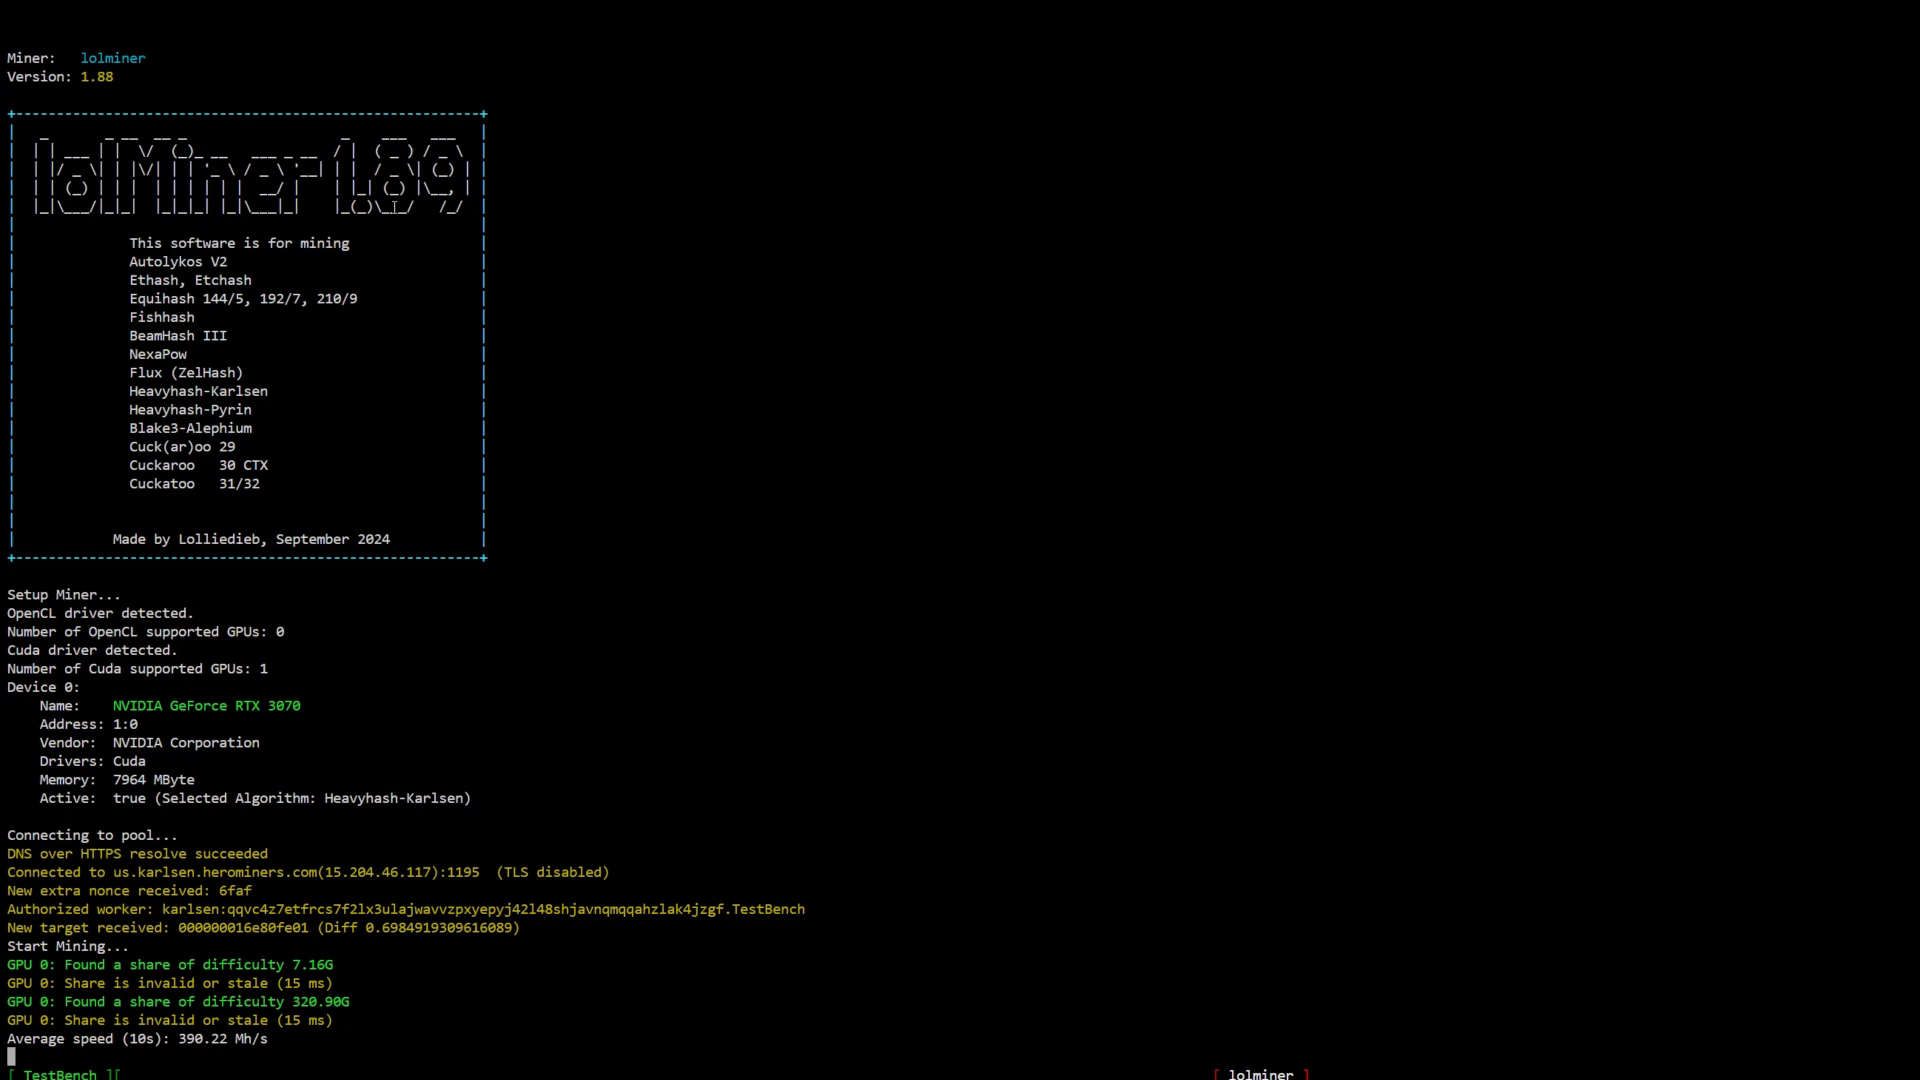 Miner:   lolminer
Version: 1.88
lolMiner 1.89
This software is for mining
Autolykos V2
Ethash, Etchash
Equihash 144/5, 192/7, 210/9
Fishhash
BeamHash III
NexaPow
Flux (ZelHash)
Heavyhash-Karlsen
Heavyhash-Pyrin
Blake3-Alephium
Cuck(ar)oo 29
Cuckaroo   30 CTX
Cuckatoo   31/32
Made by Lolliedieb, September 2024
Setup Miner...
OpenCL driver detected.
Number of OpenCL supported GPUs: 0
Cuda driver detected.
Number of Cuda supported GPUs: 1
Device 0:
Name:    NVIDIA GeForce RTX 3070
Address: 1:0
Vendor:  NVIDIA Corporation
Drivers: Cuda
Memory:  7964 MByte
Active:  true (Selected Algorithm: Heavyhash-Karlsen)
Connecting to pool...
DNS over HTTPS resolve succeeded
Connected to us.karlsen.herominers.com(15.204.46.117):1195  (TLS disabled)
New extra nonce received: 6faf
Authorized worker: karlsen:qqvc4z7etfrcs7f2lx3ulajwavvzpxyepyj42l48shjavnqmqqahzlak4jzgf.TestBench
New target received: 000000016e80fe01 (Diff 0.6984919309616089)
Start Mining...
GPU 0: Found a share of difficulty 7.16G
GPU 0: Share is invalid or stale (15 ms)
GPU 0: Found a share of difficulty 320.90G
GPU 0: Share is invalid or stale (15 ms)
Average speed (10s): 390.22 Mh/s
[ TestBench ][ [ lolminer ]